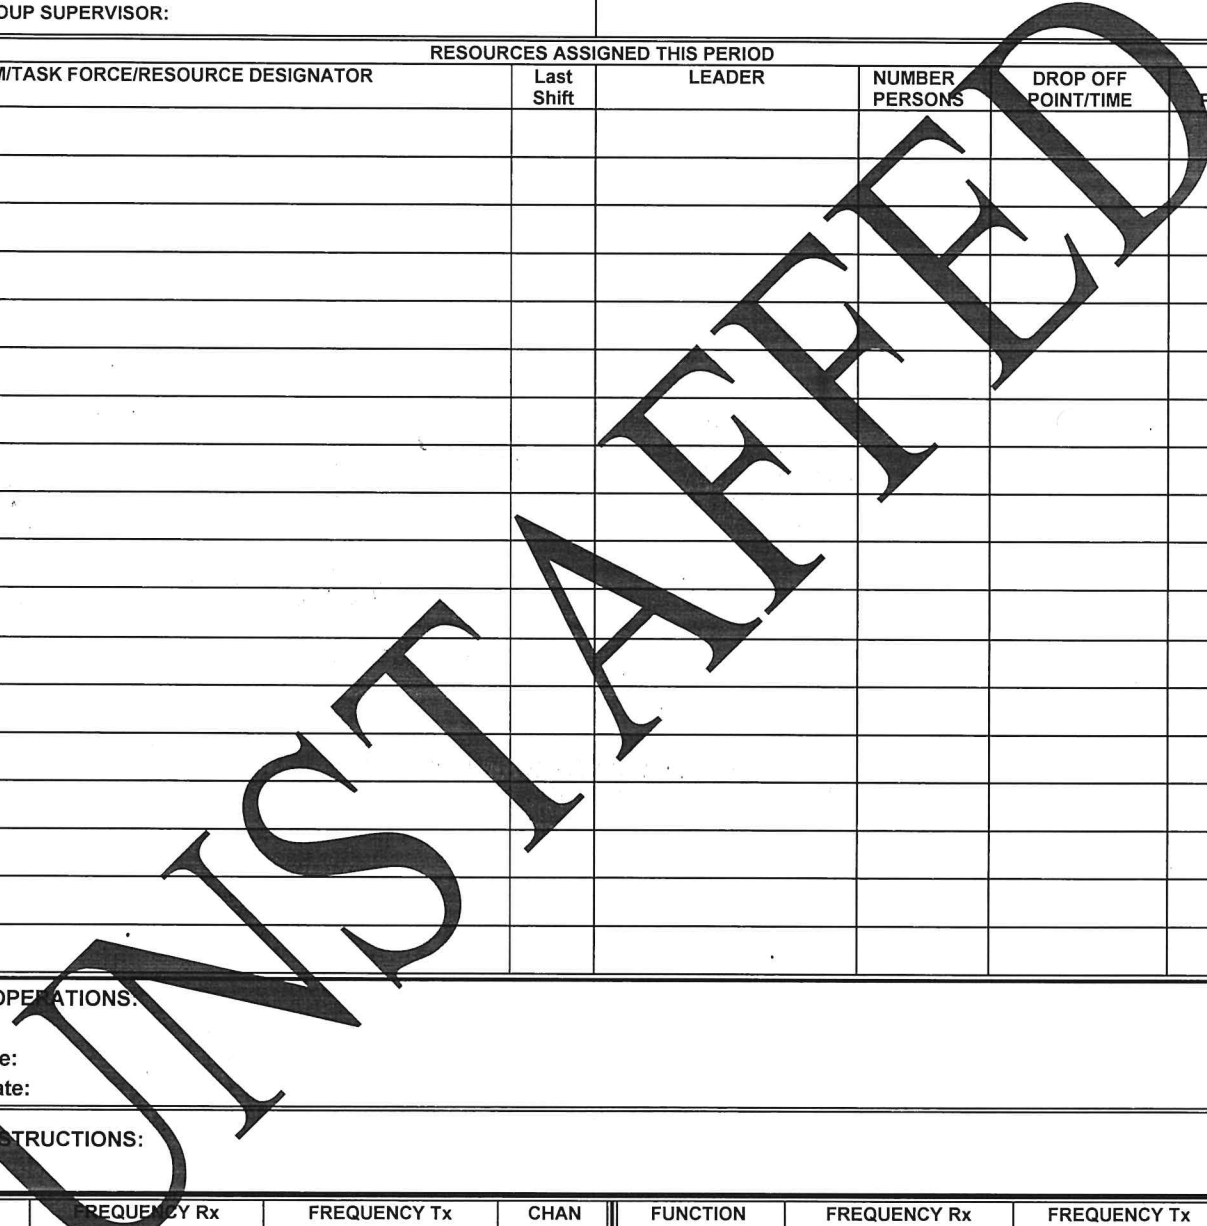 OUP SUPERVISOR:
RESOURCES ASSIGNED THIS PERIOD
M/TASK FORCE/RESOURCE DESIGNATOR Last Shift LEADER NUMBER PERSONS DROP OFF POINT/TIME
UNSTAFFED
OPERATIONS:
e:
ate:
STRUCTIONS:
FREQUENCY Rx FREQUENCY Tx CHAN FUNCTION FREQUENCY Rx FREQUENCY Tx